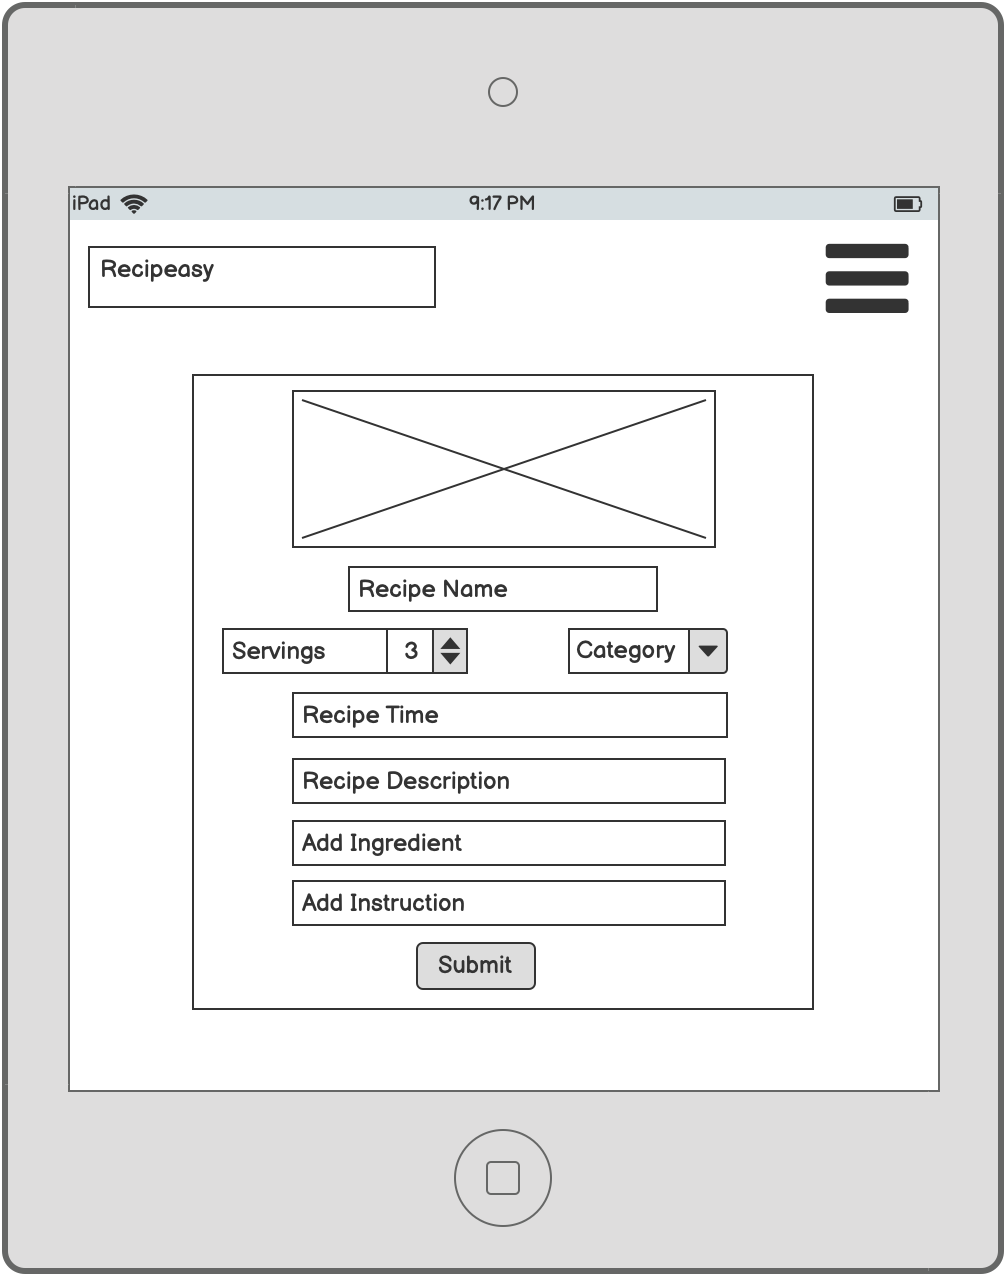 iPad 9:17 PM
Recipeasy
Recipe Name
Servings 3 Category
Recipe Time
Recipe Description
Add Ingredient
Add Instruction
Submit